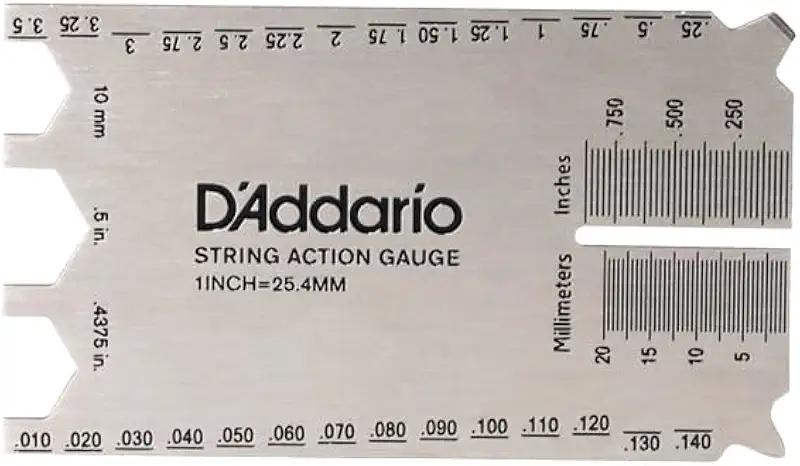 3.5 3.25 3 2.75 2.5 2.25 2 1.75 1.50 1.25 1 .75 .5 .25
10 mm
.5 in.
.4375 in.
D'Addario
STRING ACTION GAUGE
1INCH=25.4MM
.750 .500 .250
Inches
Millimeters
20 15 10 5
.010 .020 .030 .040 .050 .060 .070 .080 .090 .100 .110 .120 .130 .140